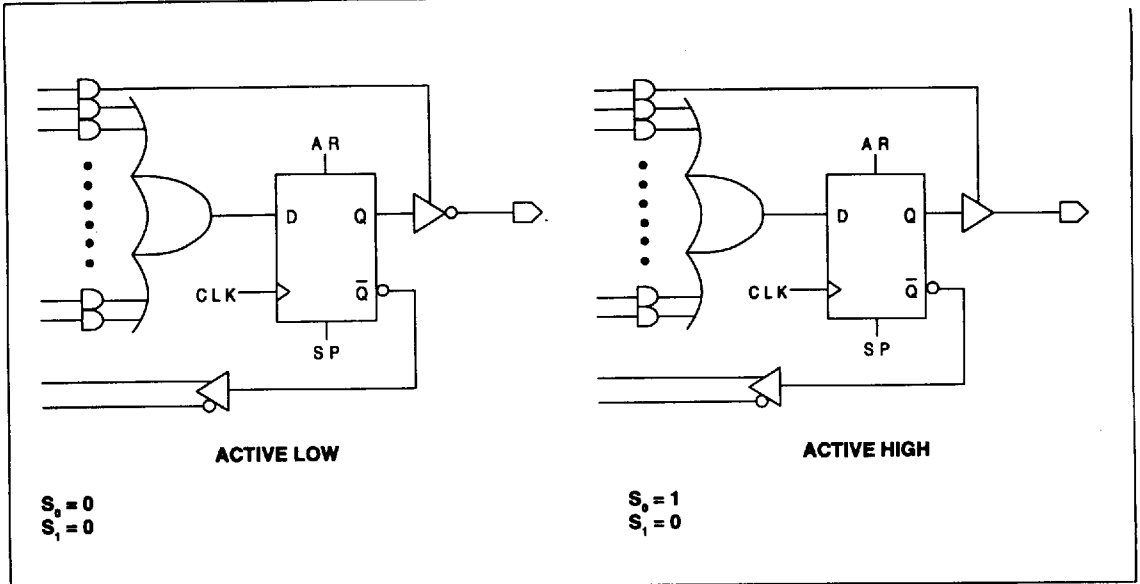 AR
D Q
CLK Q̅
SP
ACTIVE LOW
S₀ = 0
S₁ = 0
AR
D Q
CLK Q̅
SP
ACTIVE HIGH
S₀ = 1
S₁ = 0